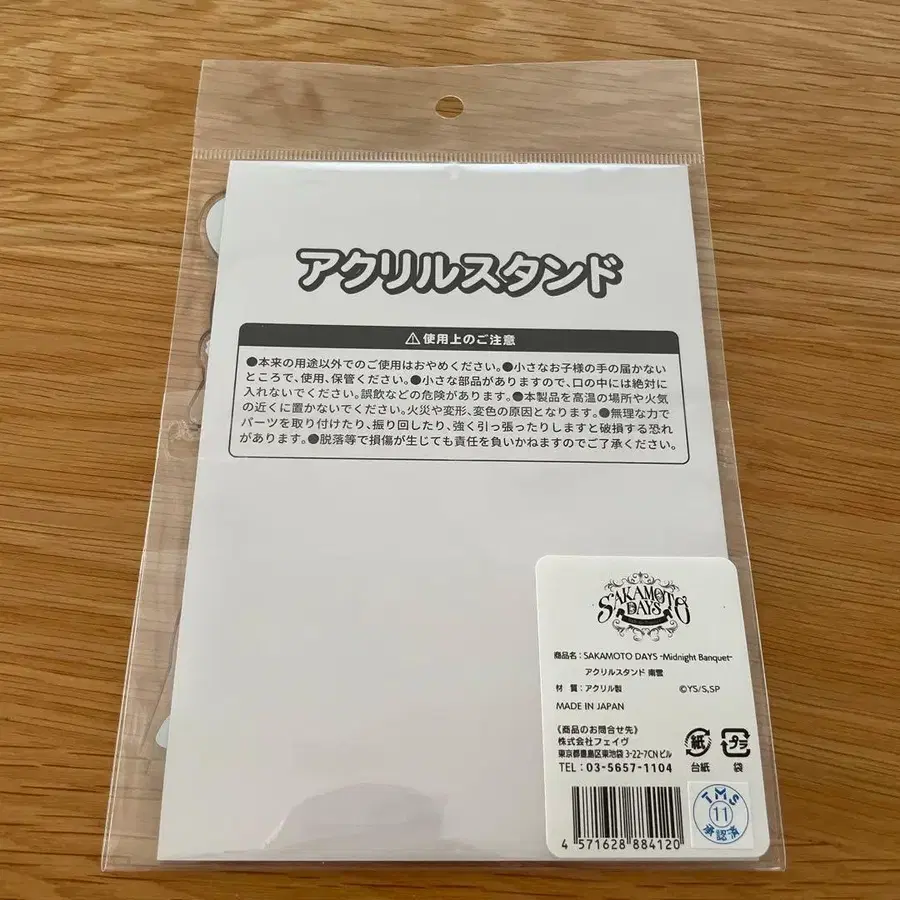 アクリルスタンド
⚠使用上のご注意
●本来の用途以外でのご使用はおやめください。●小さなお子様の手の届かない
ところで、使用、保管ください。●小さな部品がありますので、口の中には絶対に
入れないでください。誤飲などの危険があります。●本製品を高温の場所や火気
の近くに置かないでください。火災や変形、変色の原因となります。●無理な力で
パーツを取り付けたり、振り回したり、強く引っ張ったりしますと破損する恐れ
があります。●脱落等で損傷が生じても責任を負いかねますのでご了承ください。
SAKAMOTO
DAYS
商品名:SAKAMOTO DAYS -Midnight Banquet-
アクリルスタンド 南雲
材 質:アクリル製 ©YS/S,SP
MADE IN JAPAN
《商品のお問合せ先》
株式会社フェイヴ
東京都豊島区東池袋 3-22-7CN ビル
TEL:03-5657-1104
紙 プラ
台紙 袋
4 571628 884120
TMS
11
承認済